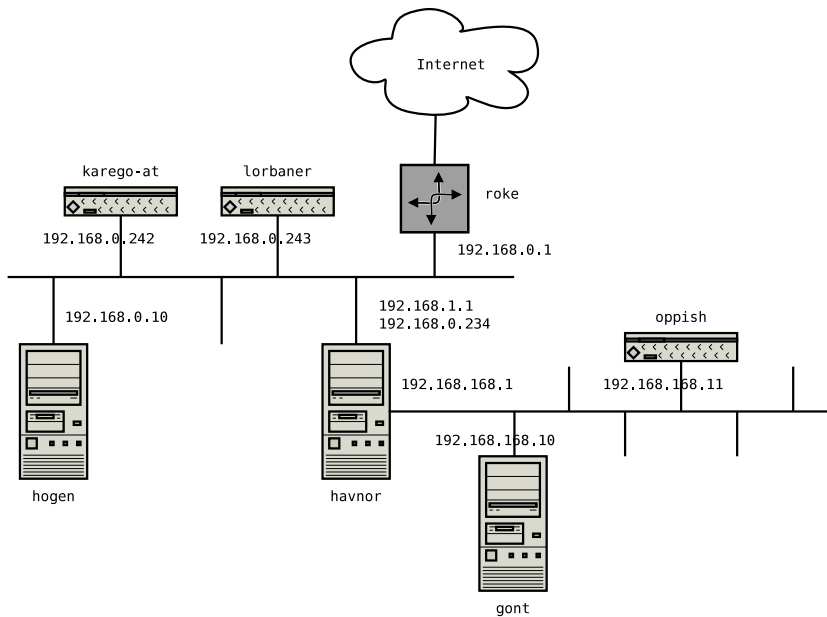 Internet
karego-at
lorbaner
roke
192.168.0.242
192.168.0.243
192.168.0.1
192.168.0.10
192.168.1.1
192.168.0.234
oppish
192.168.168.1
192.168.168.11
192.168.168.10
hogen
havnor
gont